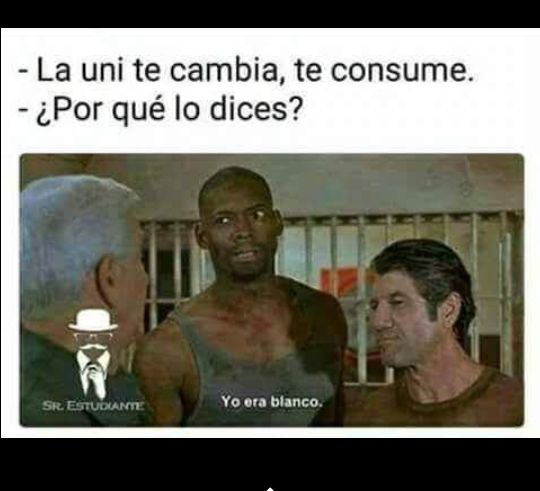 - La uni te cambia, te consume.
- ¿Por qué lo dices?
Yo era blanco.
SR. ESTUDIANTE